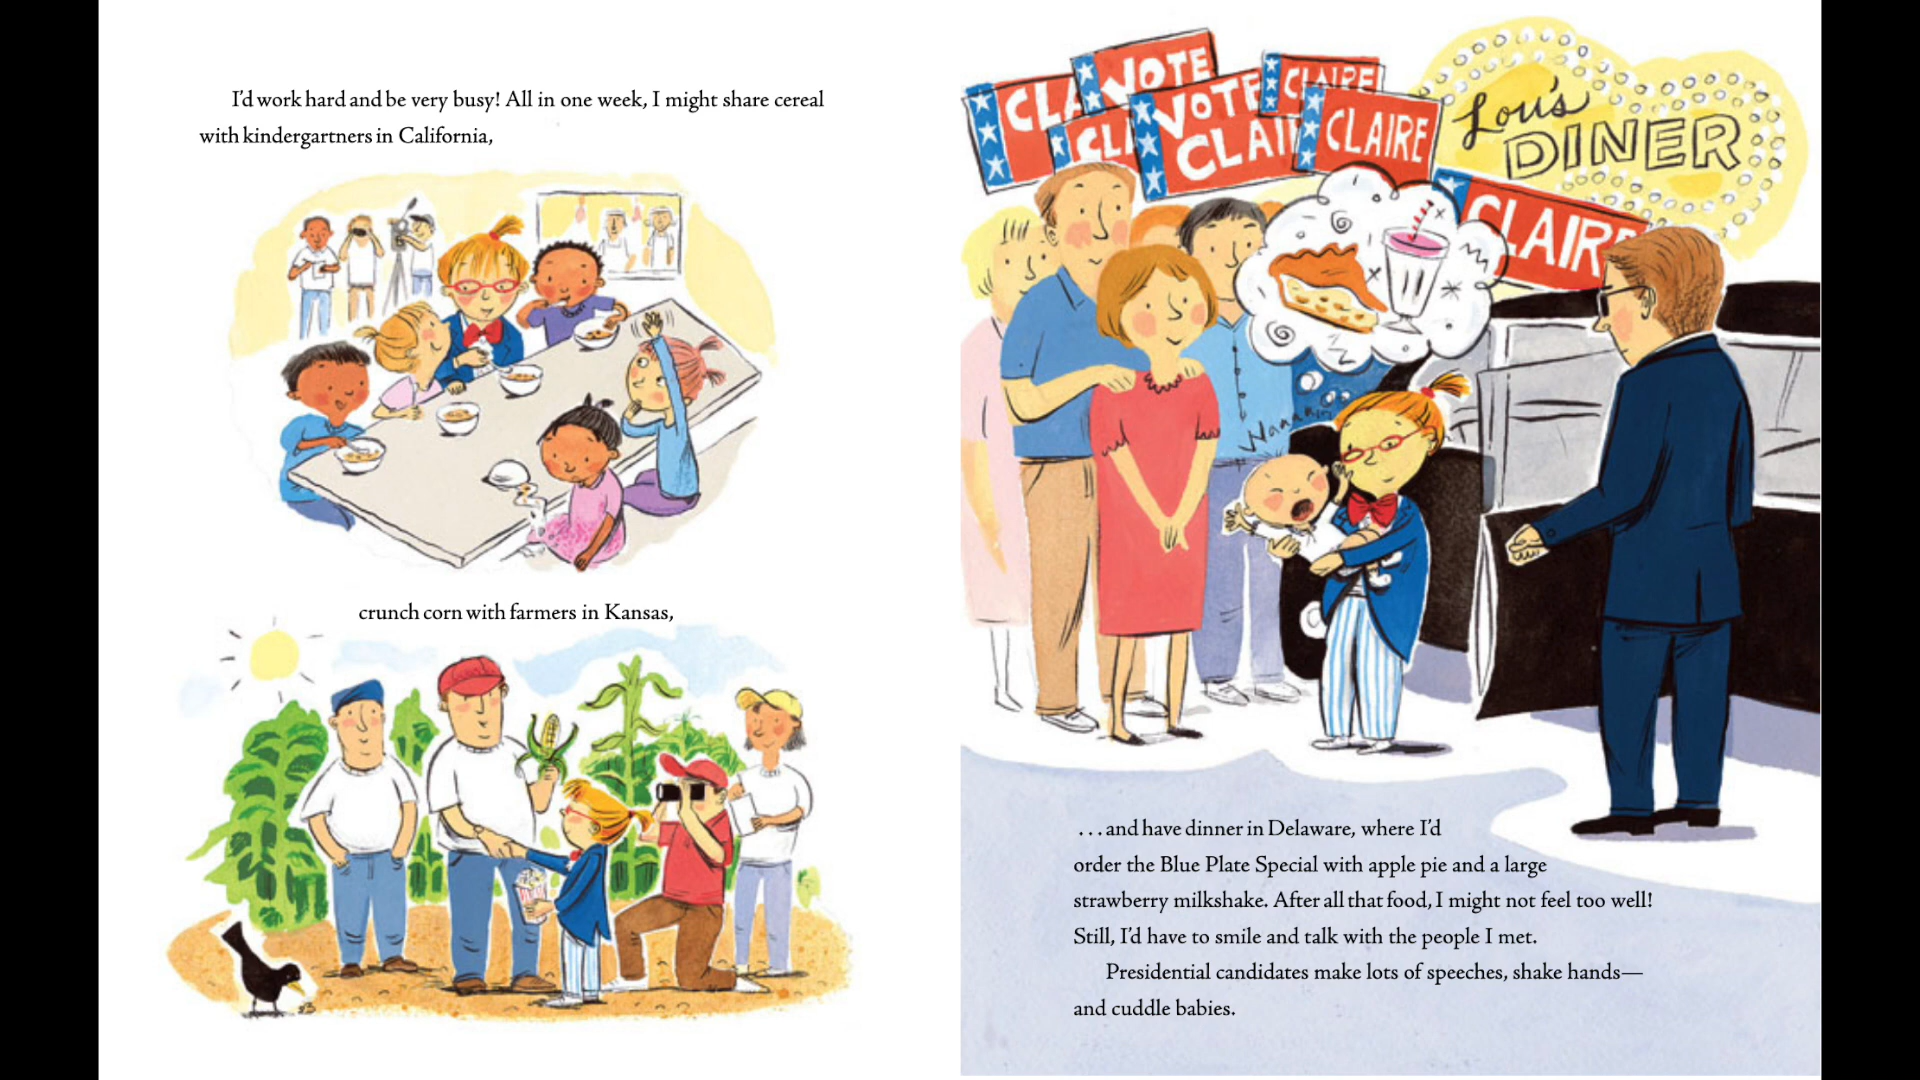 I'd work hard and be very busy! All in one week, I might share cereal
with kindergartners in California,
crunch corn with farmers in Kansas,
VOTE
CLAIRE
VOTE
CLAIRE
CLAIRE
Lou's
DINER
Waaaah
. . . and have dinner in Delaware, where I'd
order the Blue Plate Special with apple pie and a large
strawberry milkshake. After all that food, I might not feel too well!
Still, I'd have to smile and talk with the people I met.
Presidential candidates make lots of speeches, shake hands—
and cuddle babies.